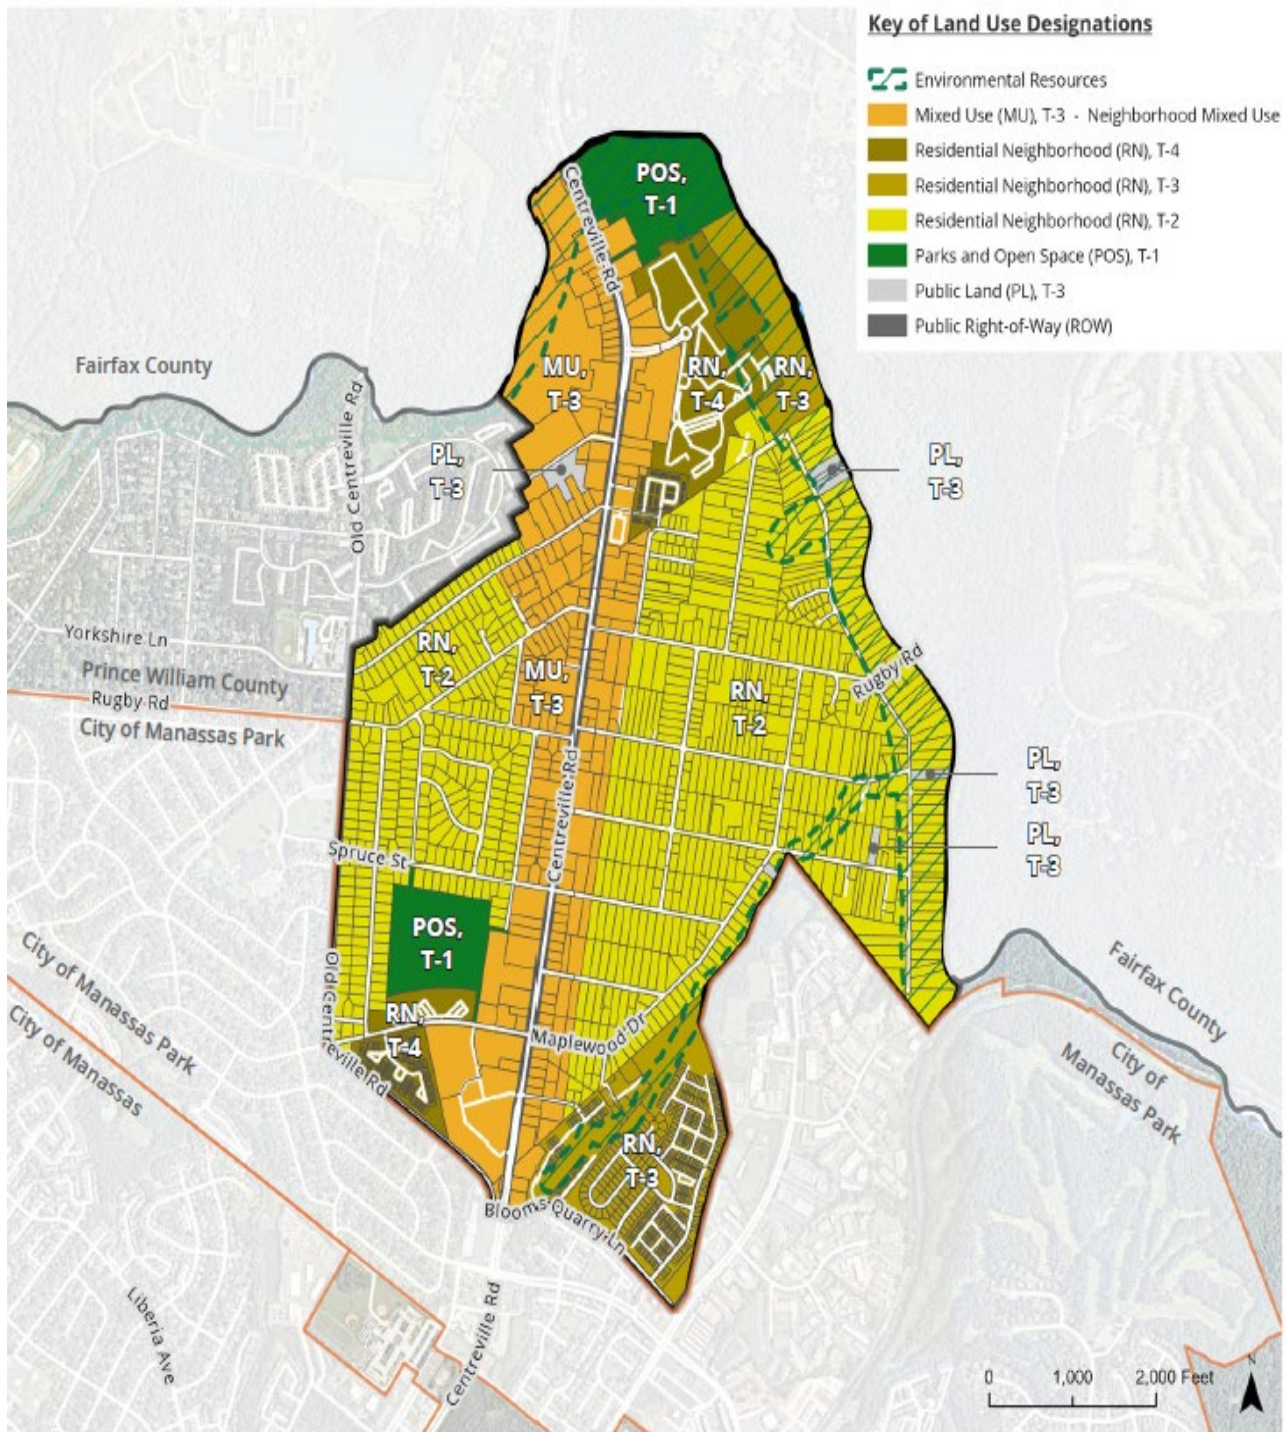 Key of Land Use Designations
Environmental Resources
Mixed Use (MU), T-3 - Neighborhood Mixed Use
Residential Neighborhood (RN), T-4
Residential Neighborhood (RN), T-3
Residential Neighborhood (RN), T-2
Parks and Open Space (POS), T-1
Public Land (PL), T-3
Public Right-of-Way (ROW)
POS,
T-1
Centreville Rd
Fairfax County
MU,
T-3
RN,
T-4
RN,
T-3
Old Centreville Rd
PL,
T-3
PL,
T-3
Yorkshire Ln
RN,
T-2
Prince William County
Rugby Rd
City of Manassas Park
MU,
T-3
RN,
T-2
Rugby Rd
PL,
T-3
Centreville Rd
PL,
T-3
Spruce St
POS,
T-1
City of Manassas Park
City of Manassas
Old Centreville Rd
RN,
T-4
Maplewood Dr
Fairfax County
City of
Manassas Park
RN,
T-3
Blooms Quarry Ln
Liberia Ave
Centreville Rd
0 1,000 2,000 Feet
N